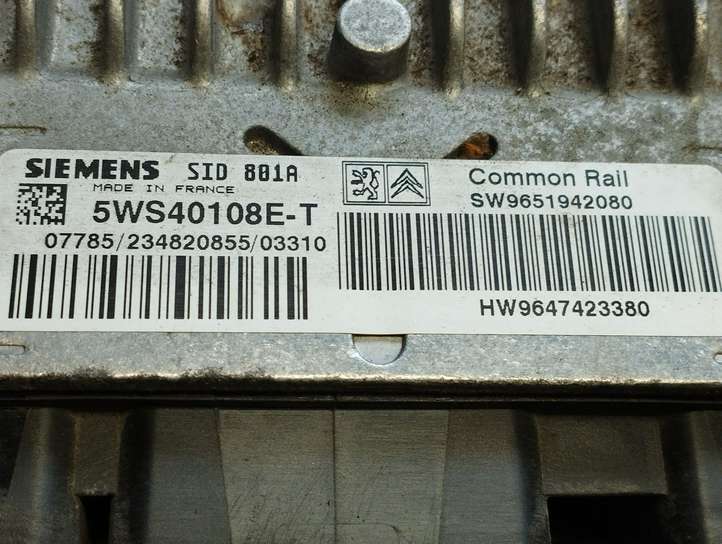 SIEMENS SID 801A
MADE IN FRANCE
5WS40108E-T
07785/234820855/03310
Common Rail
SW9651942080
HW9647423380